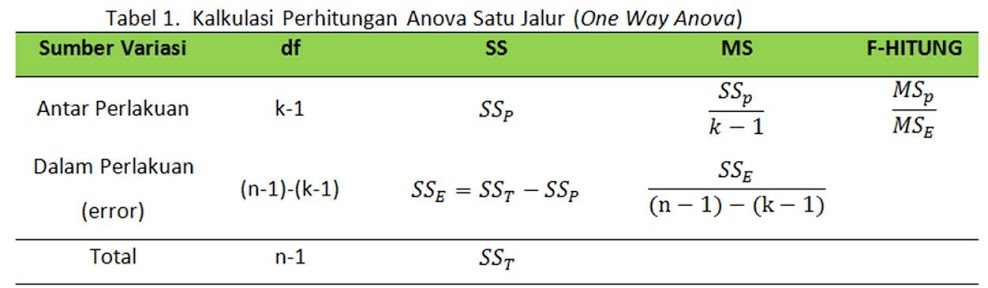 Tabel 1.  Kalkulasi Perhitungan Anova Satu Jalur (One Way Anova)
Sumber Variasi df SS MS F-HITUNG
Antar Perlakuan k-1 SS_P \frac{SS_p}{k − 1} \frac{MS_p}{MS_E}
Dalam Perlakuan
(error) (n-1)-(k-1) SS_E = SS_T − SS_P \frac{SS_E}{(n − 1) − (k − 1)}
Total n-1 SS_T